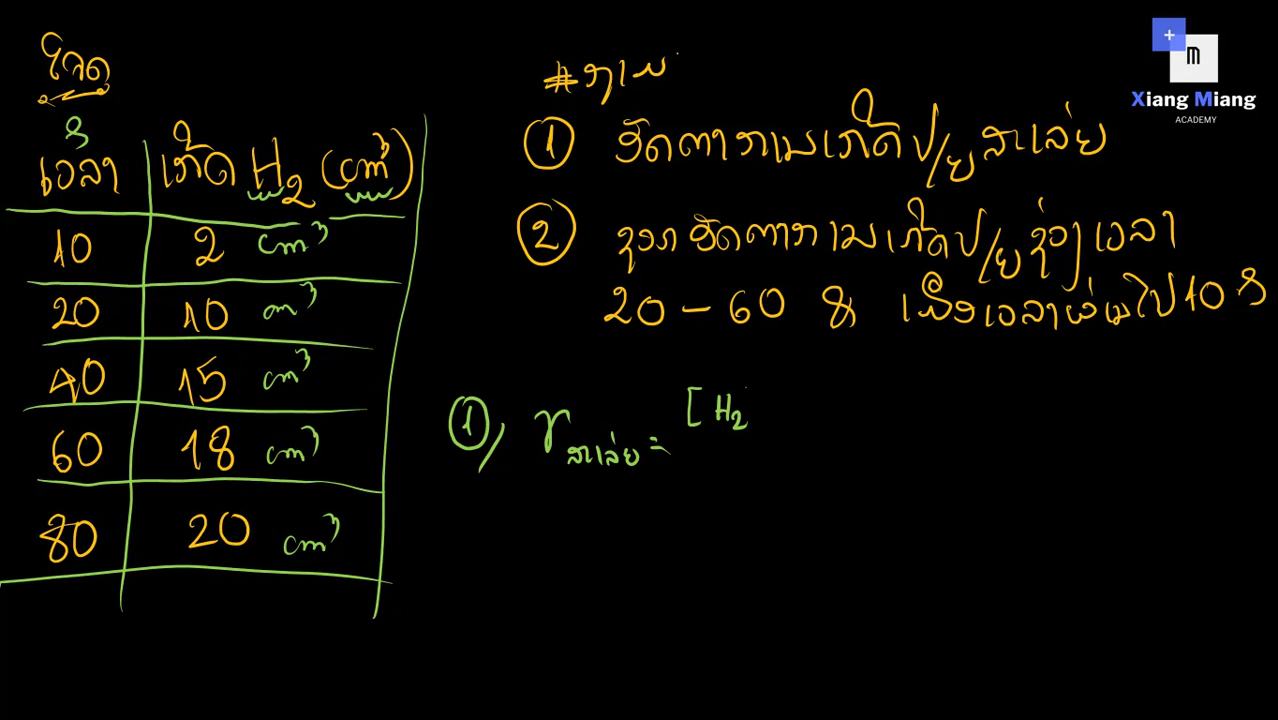 ໂຈດ
ວິ
ເວລາ ເກີດ H₂ (cm³)
10 2 cm³
20 10 cm³
40 15 cm³
60 18 cm³
80 20 cm³
#ຖາມ
① ອັດຕາການເກີດປ/ຍສະເລ່ຍ
② ຊອກອັດຕາການເກີດປ/ຍຊ່ວງເວລາ
20 – 60 ວິ ເວລາຜ່ານໄປ 10 ວິ
①, r ສະເລ່ຍ = [H₂
+
m
Xiang Miang
ACADEMY